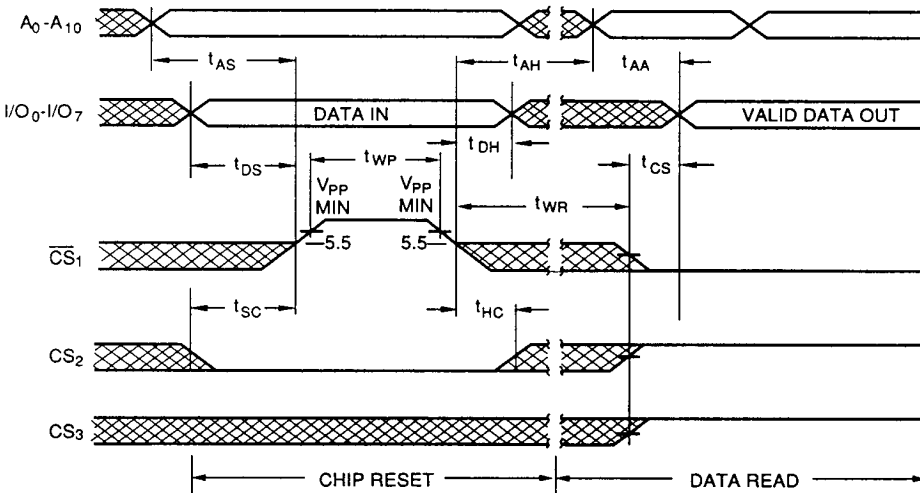 A0-A10
tAS
tAH
tAA
I/O0-I/O7
DATA IN
VALID DATA OUT
tDH
tDS
tWP
tCS
VPP MIN
VPP MIN
tWR
5.5
5.5
CS1
tSC
tHC
CS2
CS3
CHIP RESET
DATA READ